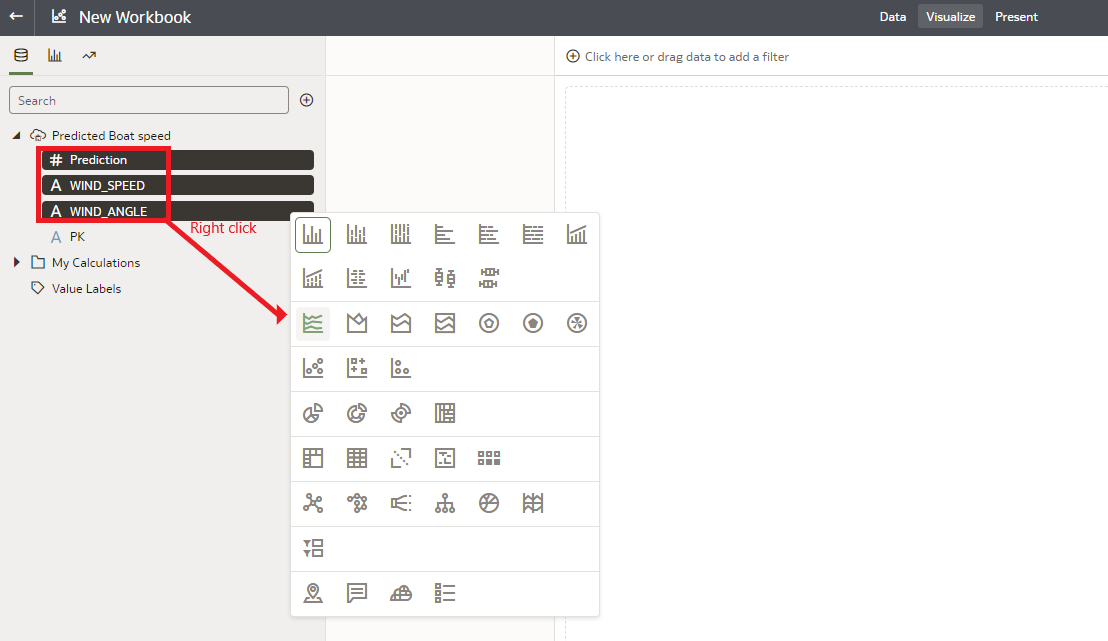 New Workbook
Data Visualize Present
Click here or drag data to add a filter
Search
Predicted Boat speed
# Prediction
A WIND_SPEED
A WIND_ANGLE
Right click
A PK
My Calculations
Value Labels